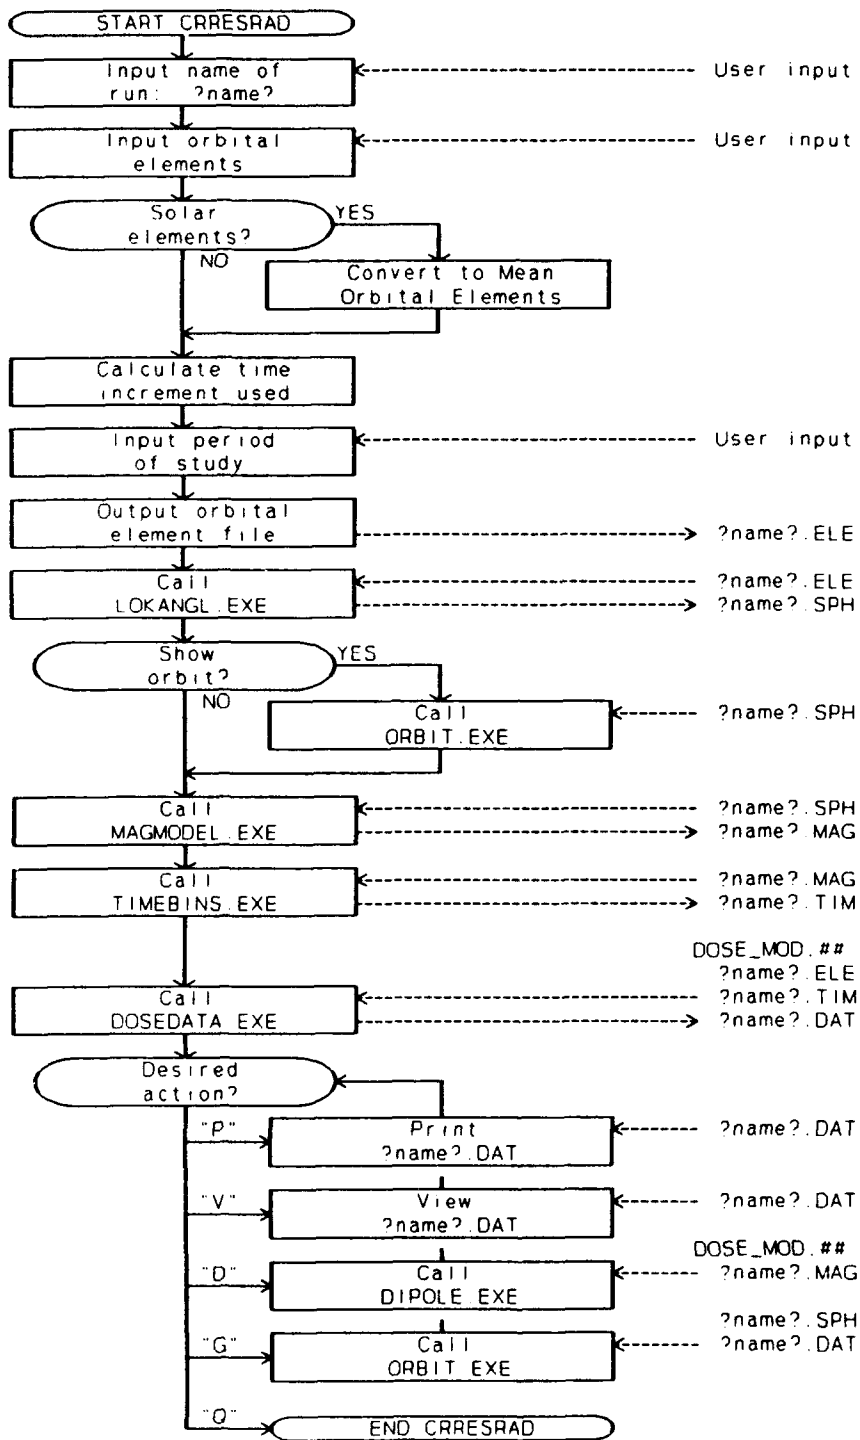 START CRRESRAD
Input name of
run: ?name?
User input
Input orbital
elements
User input
Solar
elements?
YES
NO
Convert to Mean
Orbital Elements
Calculate time
increment used
Input period
of study
User input
Output orbital
element file
?name?.ELE
Call
LOKANGL.EXE
?name?.ELE
?name?.SPH
Show
orbit?
YES
NO
Call
ORBIT.EXE
?name?.SPH
Call
MAGMODEL.EXE
?name?.SPH
?name?.MAG
Call
TIMEBINS.EXE
?name?.MAG
?name?.TIM
DOSE_MOD.##
?name?.ELE
Call
DOSEDATA.EXE
?name?.TIM
?name?.DAT
Desired
action?
"P"
Print
?name?.DAT
?name?.DAT
"V"
View
?name?.DAT
?name?.DAT
DOSE_MOD.##
"D"
Call
DIPOLE.EXE
?name?.MAG
?name?.SPH
"G"
Call
ORBIT.EXE
?name?.DAT
"Q"
END CRRESRAD